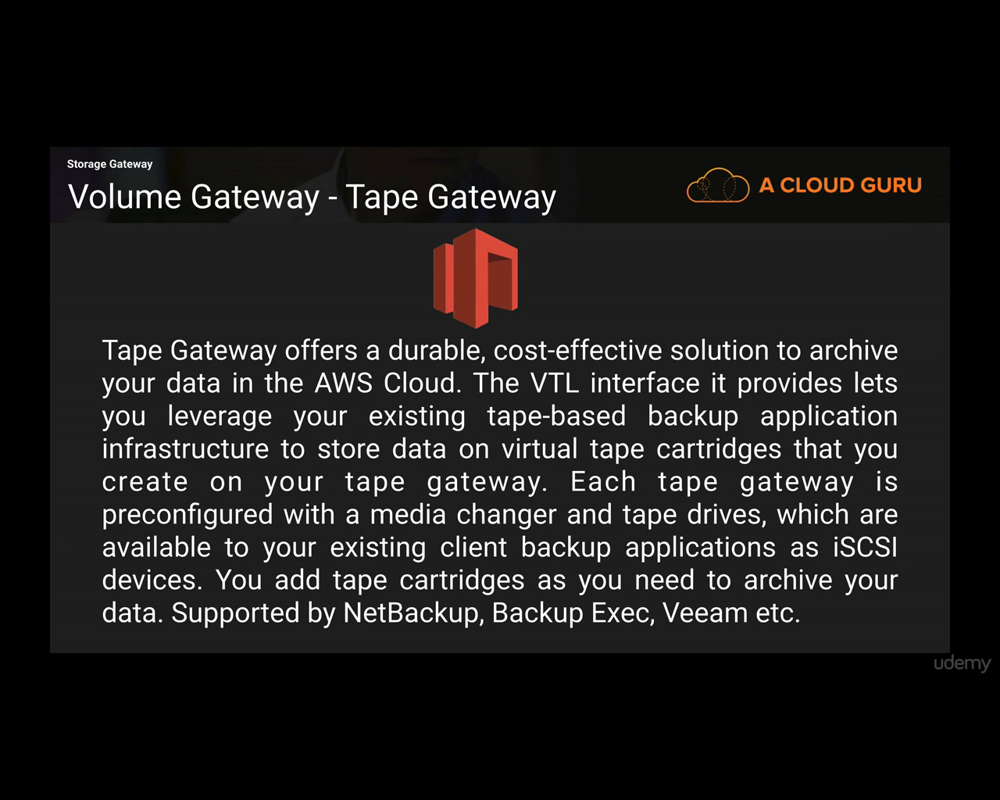 Storage Gateway
Volume Gateway - Tape Gateway
A CLOUD GURU
Tape Gateway offers a durable, cost-effective solution to archive
your data in the AWS Cloud. The VTL interface it provides lets
you leverage your existing tape-based backup application
infrastructure to store data on virtual tape cartridges that you
create on your tape gateway. Each tape gateway is
preconfigured with a media changer and tape drives, which are
available to your existing client backup applications as iSCSI
devices. You add tape cartridges as you need to archive your
data. Supported by NetBackup, Backup Exec, Veeam etc.
udemy